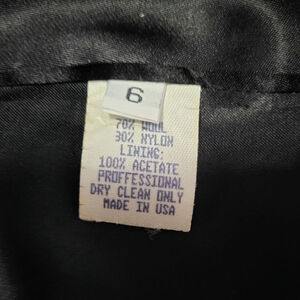 6
70% WOOL
30% NYLON
LINING:
100% ACETATE
PROFFESSIONAL
DRY CLEAN ONLY
MADE IN USA